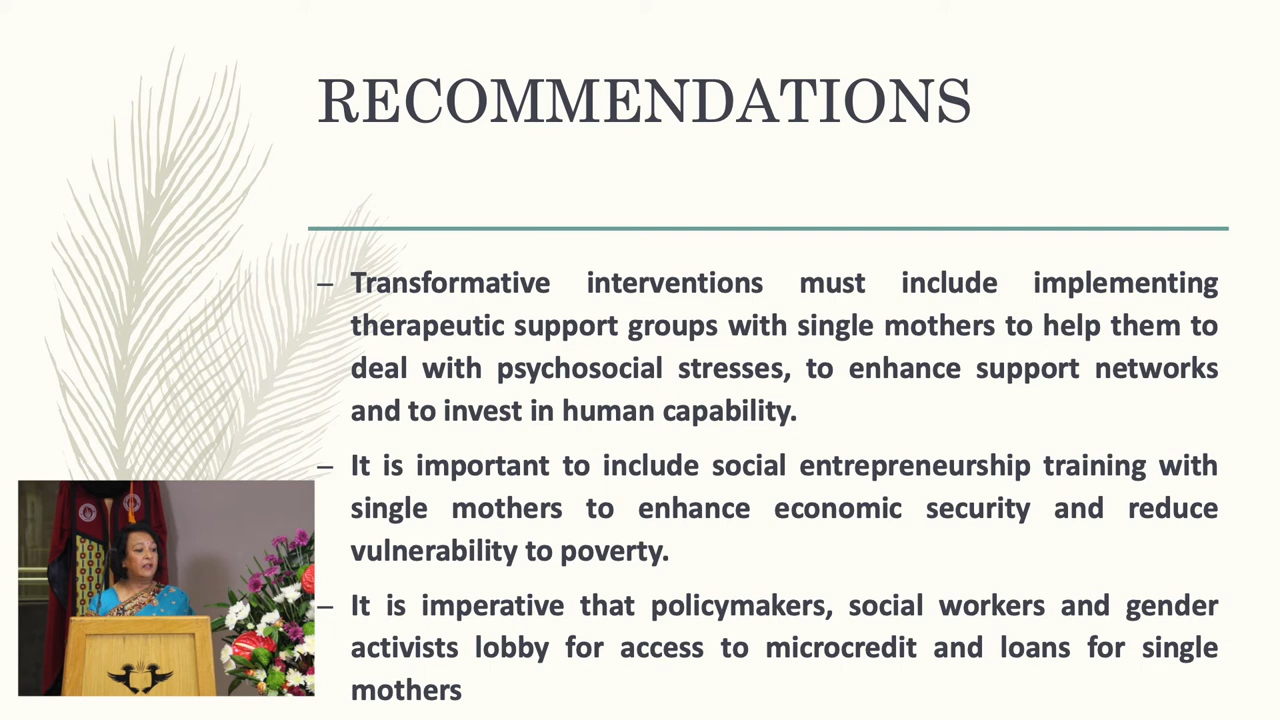 RECOMMENDATIONS
– Transformative interventions must include implementing
therapeutic support groups with single mothers to help them to
deal with psychosocial stresses, to enhance support networks
and to invest in human capability.
– It is important to include social entrepreneurship training with
single mothers to enhance economic security and reduce
vulnerability to poverty.
– It is imperative that policymakers, social workers and gender
activists lobby for access to microcredit and loans for single
mothers